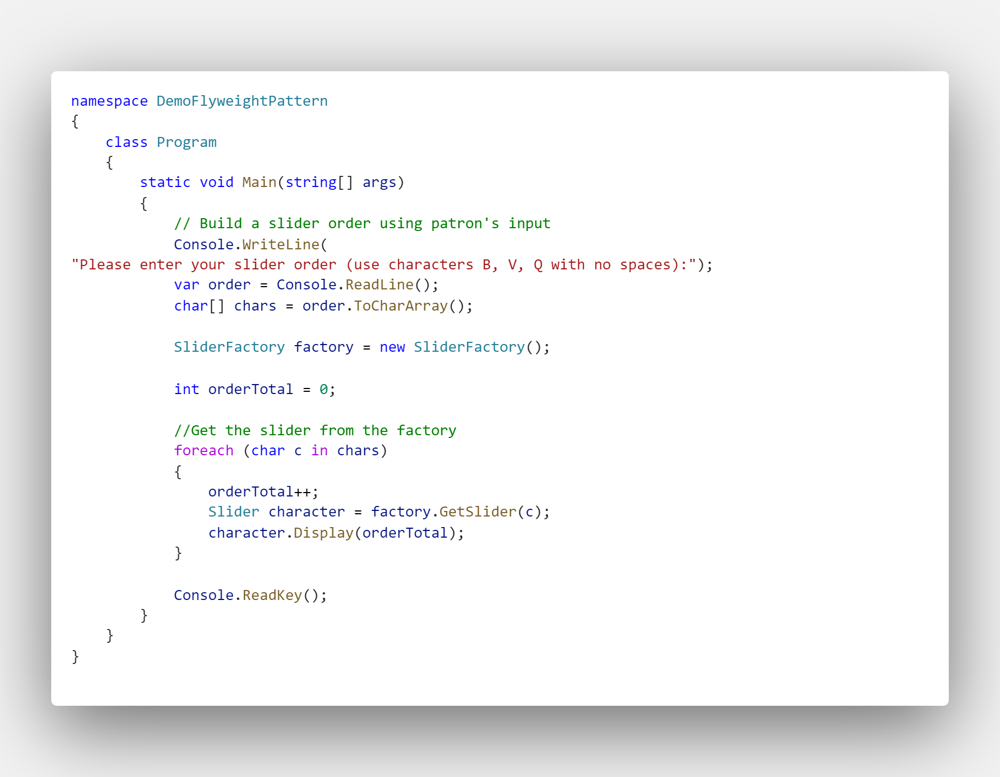 namespace DemoFlyweightPattern
{
    class Program
    {
        static void Main(string[] args)
        {
            // Build a slider order using patron's input
            Console.WriteLine(
"Please enter your slider order (use characters B, V, Q with no spaces):");
            var order = Console.ReadLine();
            char[] chars = order.ToCharArray();

            SliderFactory factory = new SliderFactory();

            int orderTotal = 0;

            //Get the slider from the factory
            foreach (char c in chars)
            {
                orderTotal++;
                Slider character = factory.GetSlider(c);
                character.Display(orderTotal);
            }

            Console.ReadKey();
        }
    }
}